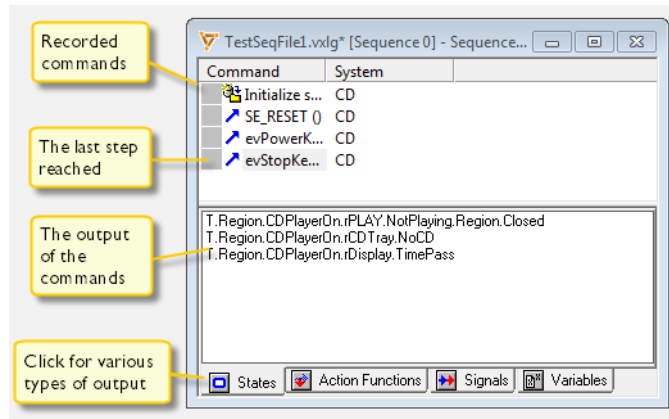 Recorded
commands
The last step
reached
The output
of the
commands
Click for various
types of output
TestSeqFile1.vxlg* [Sequence 0] - Sequence...
Command System
Initialize s... CD
SE_RESET () CD
evPowerK... CD
evStopKe... CD
T.Region.CDPlayerOn.rPLAY.NotPlaying.Region.Closed
T.Region.CDPlayerOn.rCDTray.NoCD
T.Region.CDPlayerOn.rDisplay.TimePass
States Action Functions Signals Variables